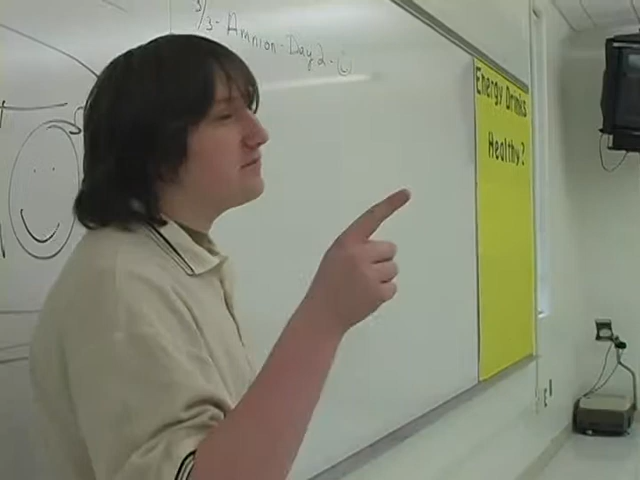 3/3 - Amnion - Day 2 -
Energy Drinks
Healthy?